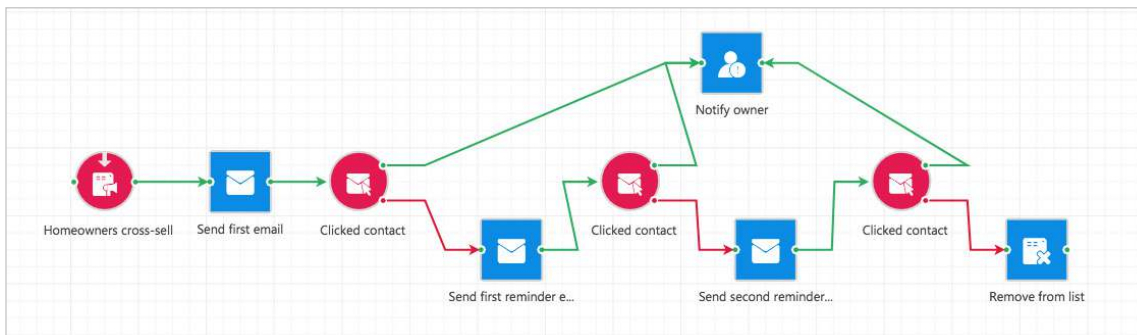 Notify owner
Homeowners cross-sell
Send first email
Clicked contact
Clicked contact
Clicked contact
Send first reminder e...
Send second reminder...
Remove from list